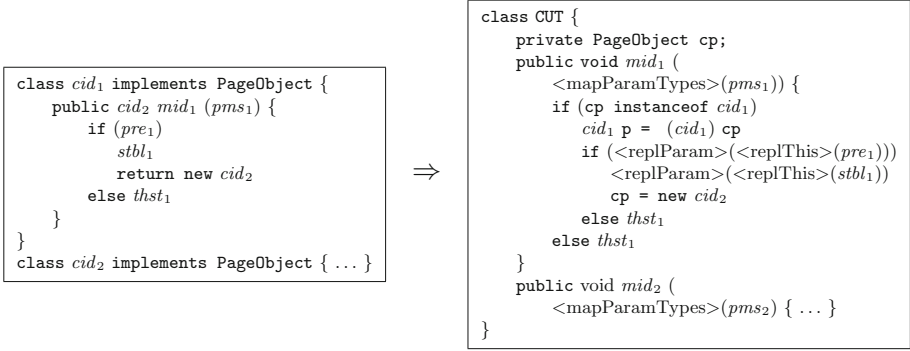 class cid₁ implements PageObject {
public cid₂ mid₁ (pms₁) {
if (pre₁)
stbl₁
return new cid₂
else thst₁
}
}
class cid₂ implements PageObject { ... }
⇒
class CUT {
private PageObject cp;
public void mid₁ (
<mapParamTypes>(pms₁)) {
if (cp instanceof cid₁)
cid₁ p = (cid₁) cp
if (<replParam>(<replThis>(pre₁)))
<replParam>(<replThis>(stbl₁))
cp = new cid₂
else thst₁
else thst₁
}
public void mid₂ (
<mapParamTypes>(pms₂) { ... }
}